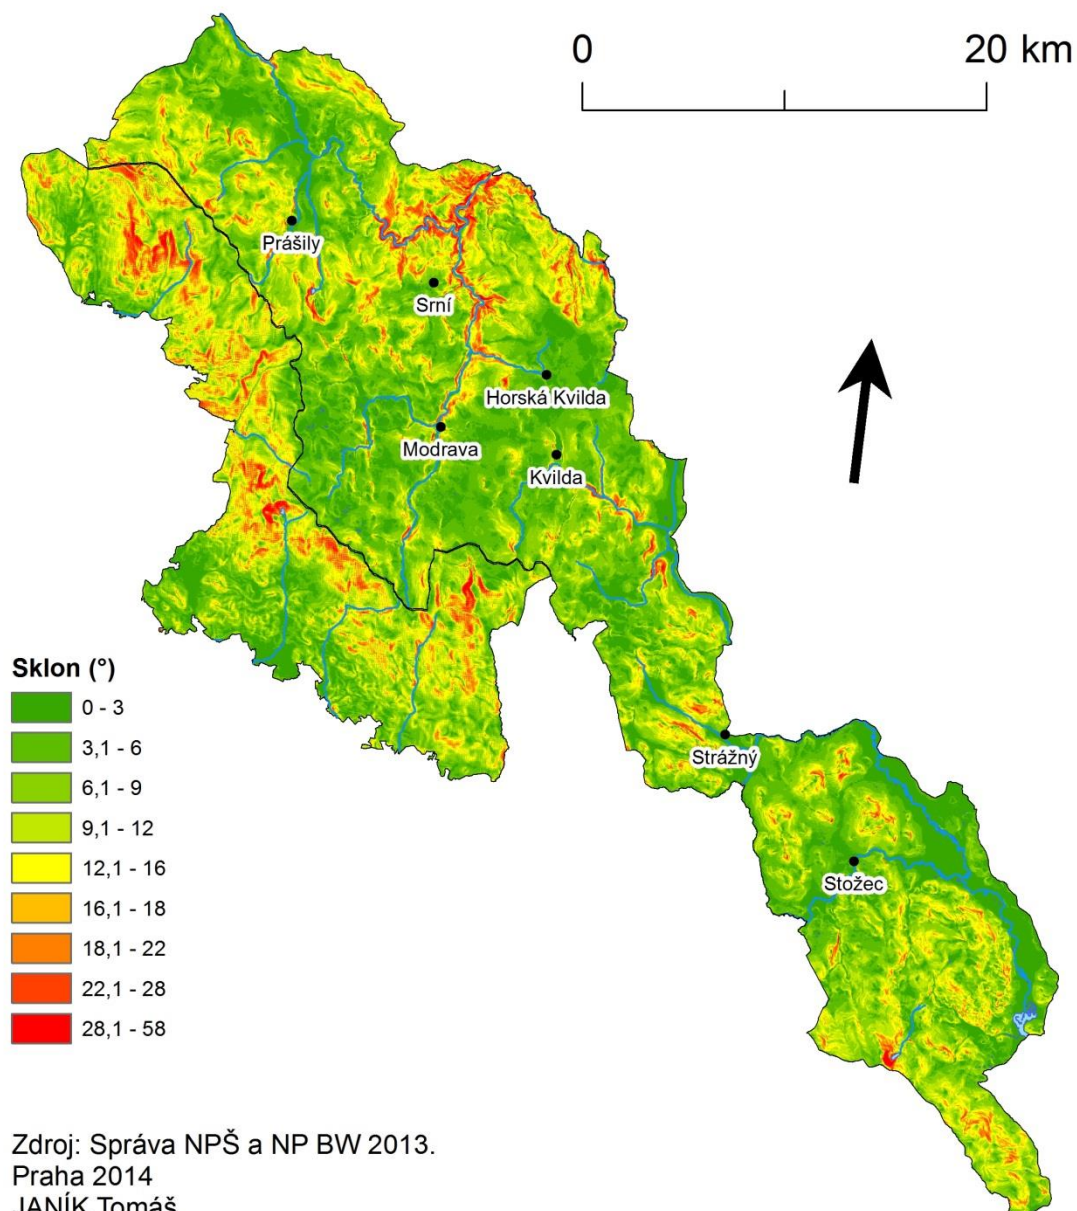 0 20 km
Prášily
Srní
Horská Kvilda
Modrava
Kvilda
Strážný
Stožec
Sklon (°)
0 - 3
3,1 - 6
6,1 - 9
9,1 - 12
12,1 - 16
16,1 - 18
18,1 - 22
22,1 - 28
28,1 - 58
Zdroj: Správa NPŠ a NP BW 2013.
Praha 2014
JANÍK Tomáš